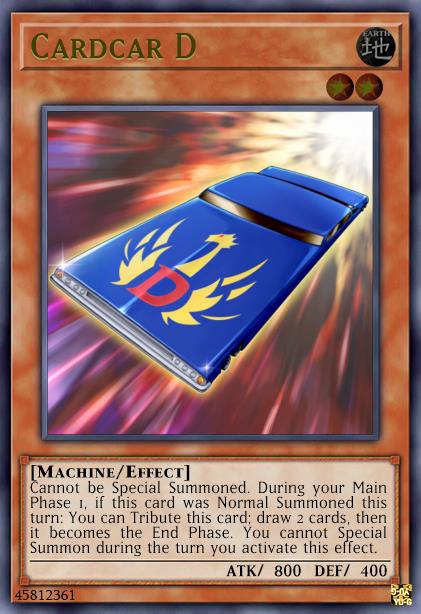 Cardcar D
EARTH
地
D
[Machine/Effect]
Cannot be Special Summoned. During your Main
Phase 1, if this card was Normal Summoned this
turn: You can Tribute this card; draw 2 cards, then
it becomes the End Phase. You cannot Special
Summon during the turn you activate this effect.
ATK/ 800 DEF/ 400
45812361